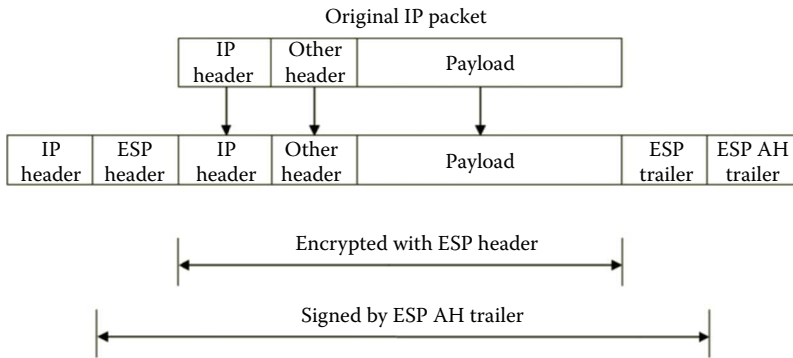 Original IP packet
IP header
Other header
Payload
IP header
ESP header
IP header
Other header
Payload
ESP trailer
ESP AH trailer
Encrypted with ESP header
Signed by ESP AH trailer